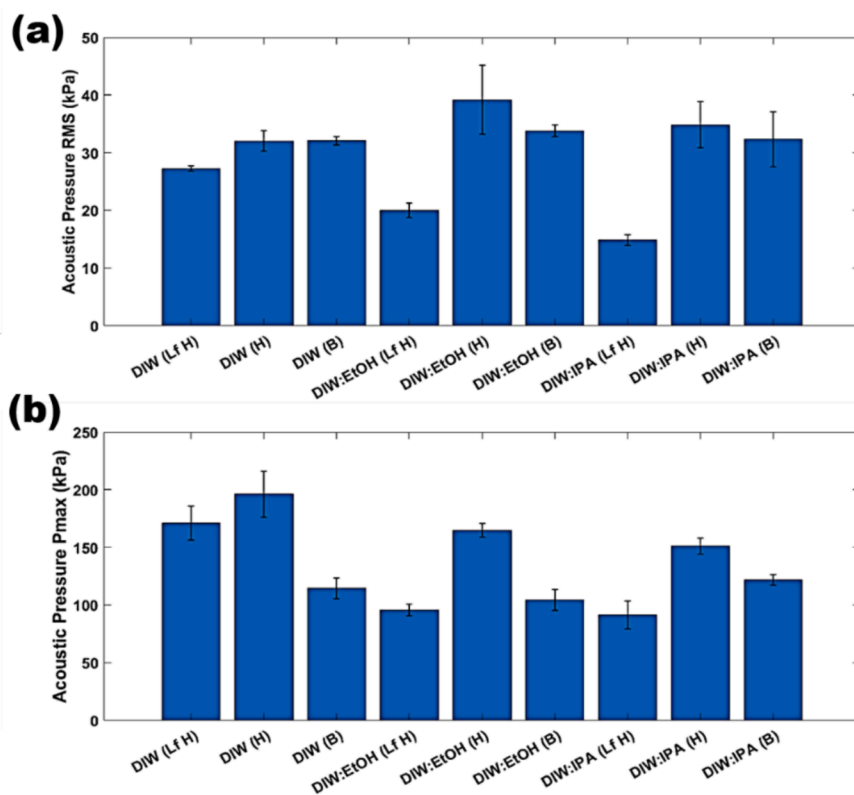 (a)
Acoustic Pressure RMS (kPa)
50
40
30
20
10
0
DIW (Lf H)
DIW (H)
DIW (B)
DIW:EtOH (Lf H)
DIW:EtOH (H)
DIW:EtOH (B)
DIW:IPA (Lf H)
DIW:IPA (H)
DIW:IPA (B)
(b)
Acoustic Pressure Pmax (kPa)
250
200
150
100
50
0
DIW (Lf H)
DIW (H)
DIW (B)
DIW:EtOH (Lf H)
DIW:EtOH (H)
DIW:EtOH (B)
DIW:IPA (Lf H)
DIW:IPA (H)
DIW:IPA (B)